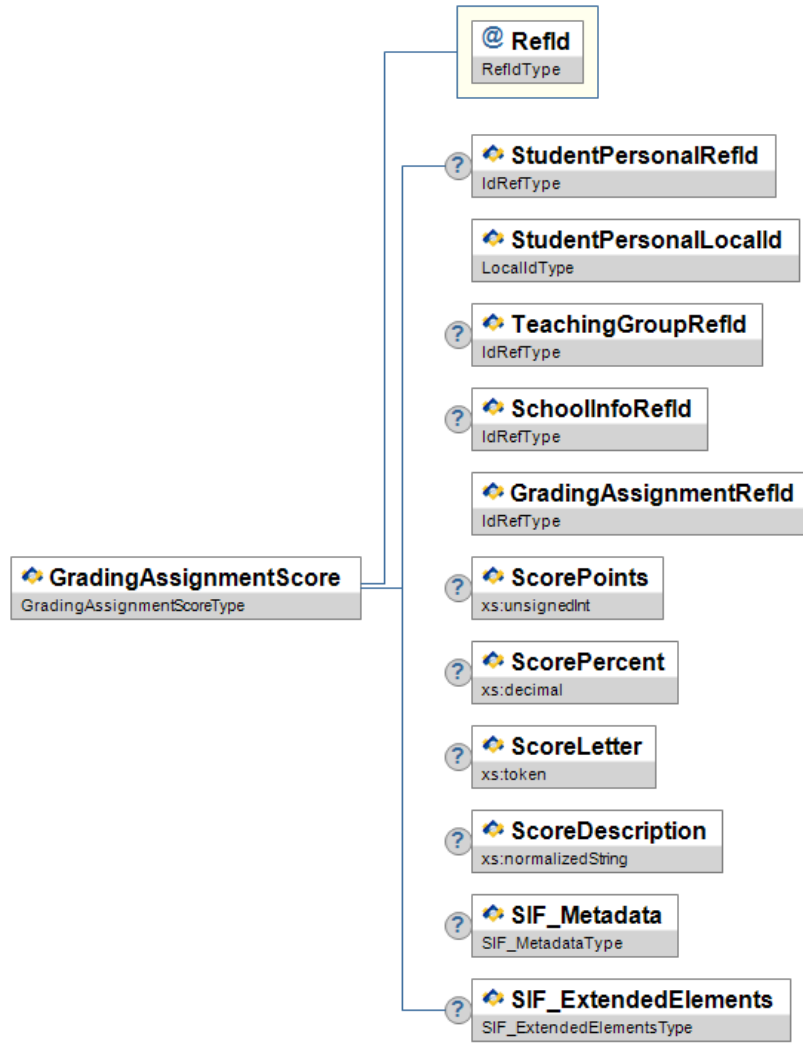 @ RefId
RefIdType
? StudentPersonalRefId
IdRefType
StudentPersonalLocalId
LocalIdType
? TeachingGroupRefId
IdRefType
? SchoolInfoRefId
IdRefType
GradingAssignmentRefId
IdRefType
GradingAssignmentScore
GradingAssignmentScoreType
? ScorePoints
xs:unsignedInt
? ScorePercent
xs:decimal
? ScoreLetter
xs:token
? ScoreDescription
xs:normalizedString
? SIF_Metadata
SIF_MetadataType
? SIF_ExtendedElements
SIF_ExtendedElementsType